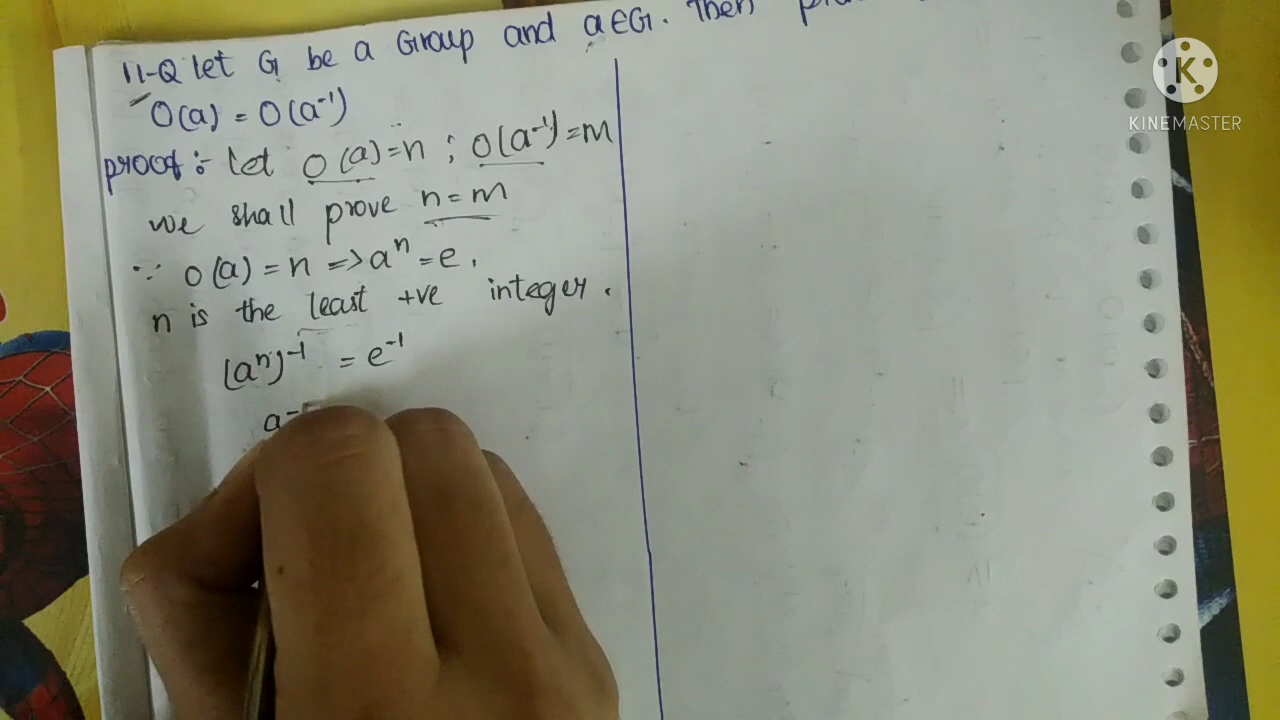 11-Q let G be a Group and a∈G. Then
O(a) = O(a⁻¹)
proof :- let O(a)=n ; O(a⁻¹)=m
we shall prove n=m
∵ O(a) = n => aⁿ = e.
n is the least +ve integer.
(aⁿ)⁻¹ = e⁻¹
a⁻
K
KINEMASTER